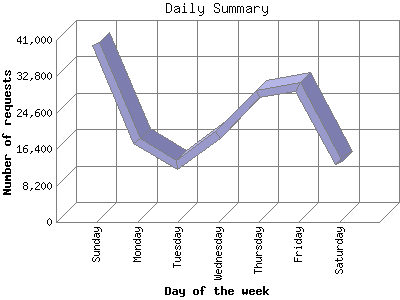 Daily Summary
41,000
32,800
24,600
16,400
8,200
0
Number of requests
Sunday
Monday
Tuesday
Wednesday
Thursday
Friday
Saturday
Day of the week